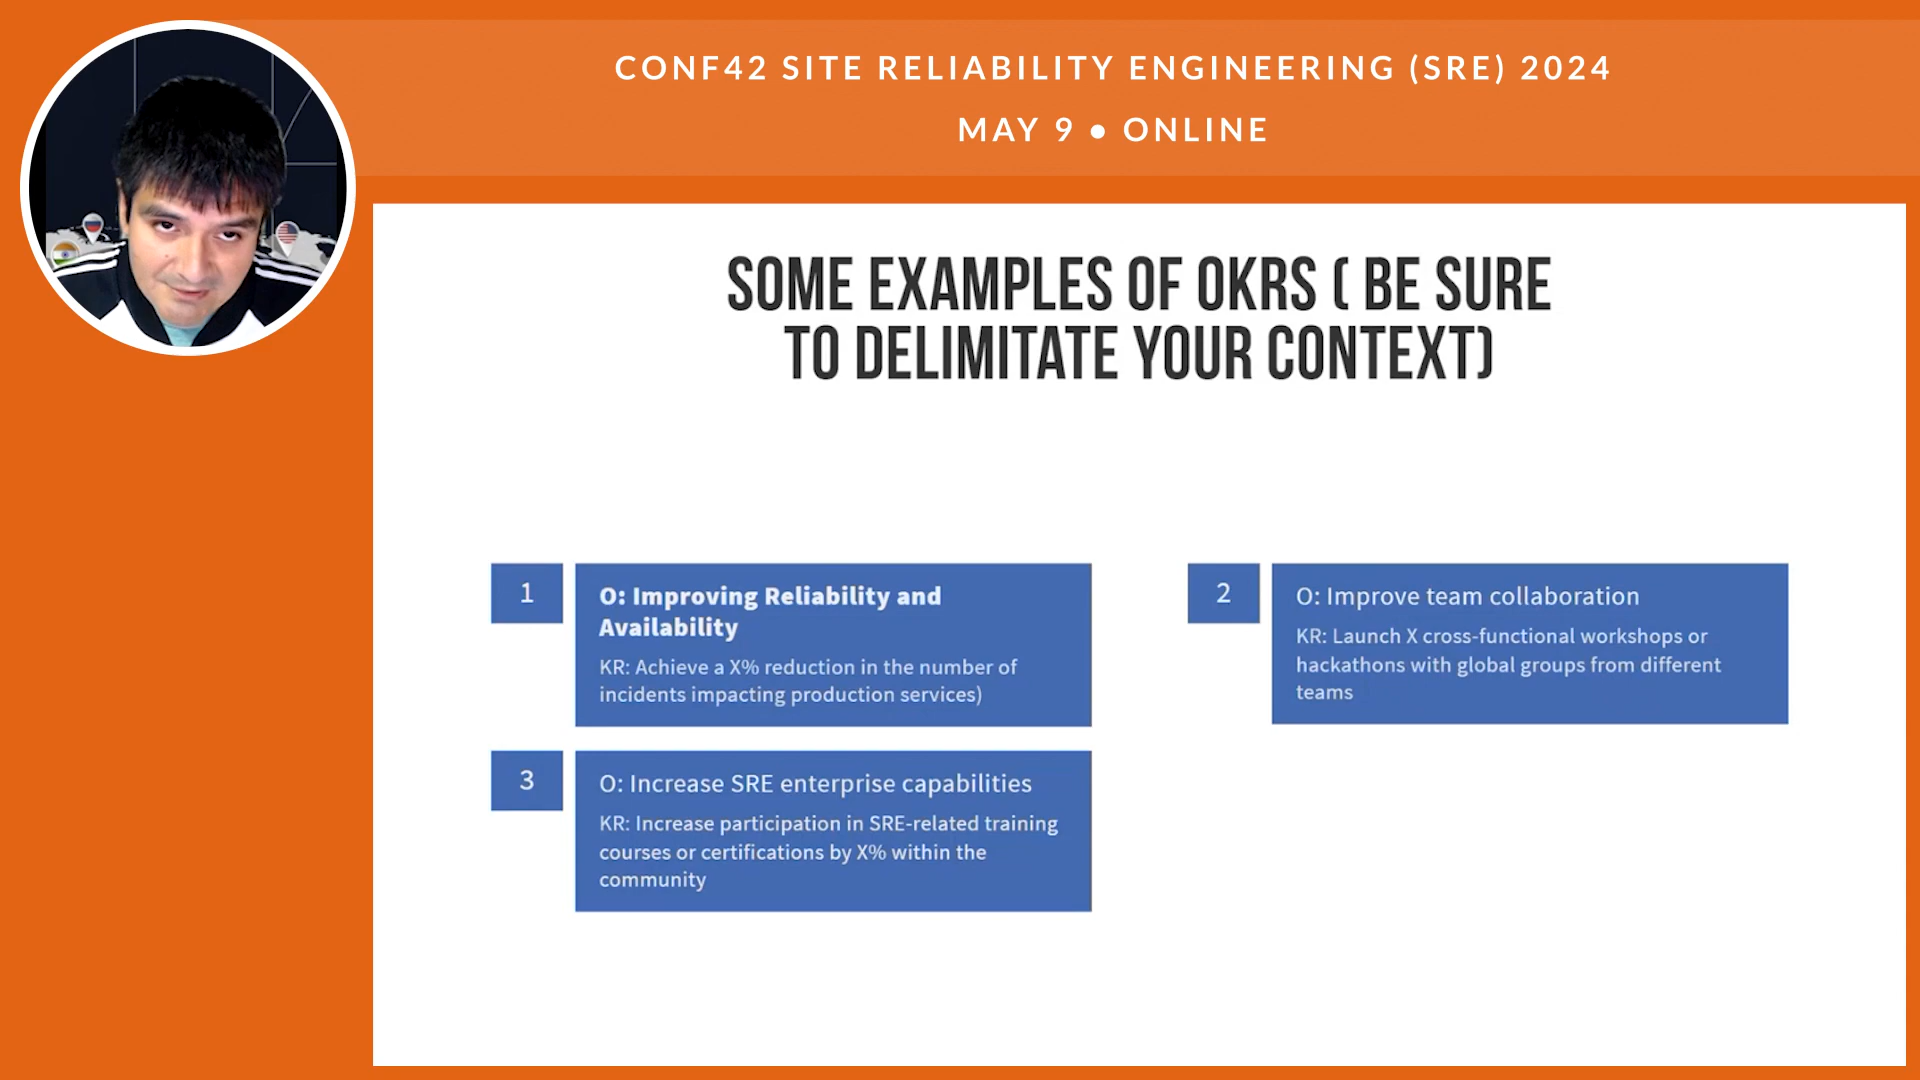 CONF42 SITE RELIABILITY ENGINEERING (SRE) 2024
MAY 9 ● ONLINE
SOME EXAMPLES OF OKRS ( BE SURE
TO DELIMITATE YOUR CONTEXT)
1
O: Improving Reliability and
Availability
KR: Achieve a X% reduction in the number of
incidents impacting production services)
2
O: Improve team collaboration
KR: Launch X cross-functional workshops or
hackathons with global groups from different
teams
3
O: Increase SRE enterprise capabilities
KR: Increase participation in SRE-related training
courses or certifications by X% within the
community